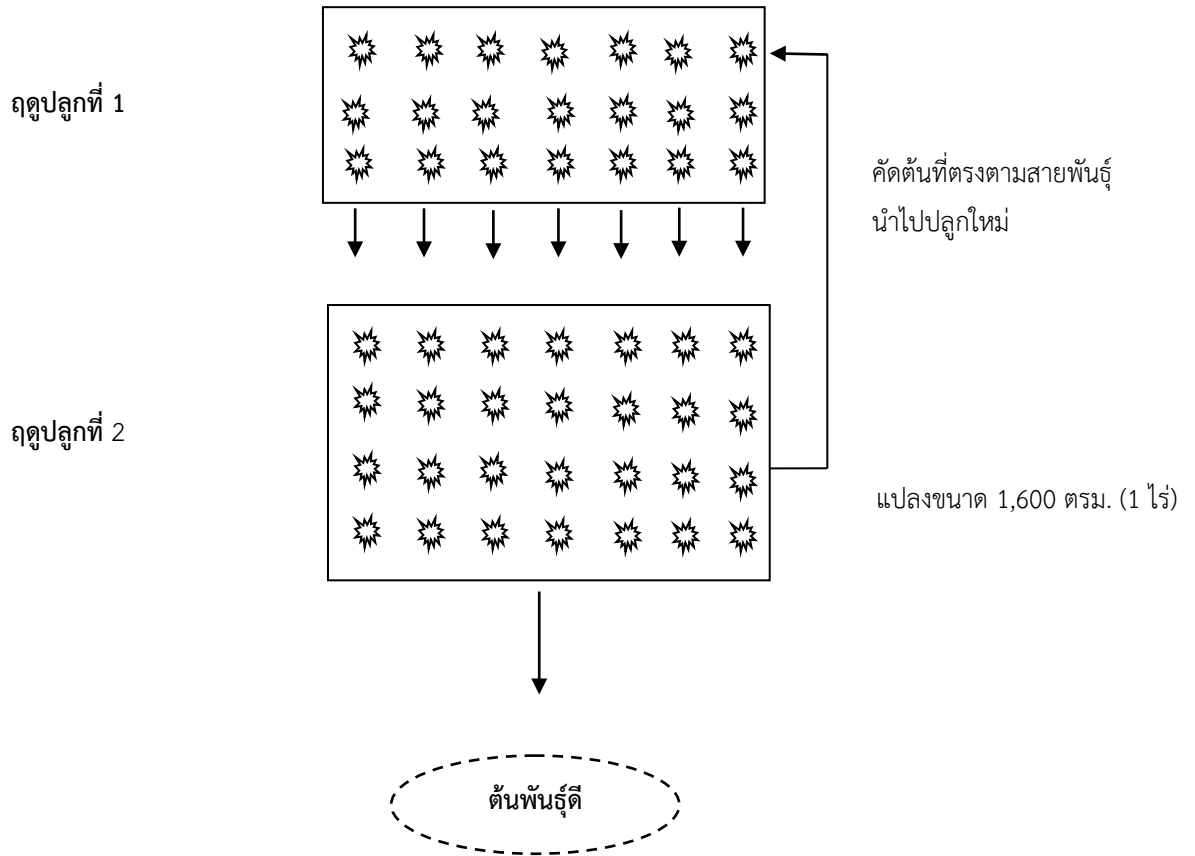 ฤดูปลูกที่ 1
คัดต้นที่ตรงตามสายพันธุ์
นำไปปลูกใหม่
ฤดูปลูกที่ 2
แปลงขนาด 1,600 ตรม. (1 ไร่)
ต้นพันธุ์ดี